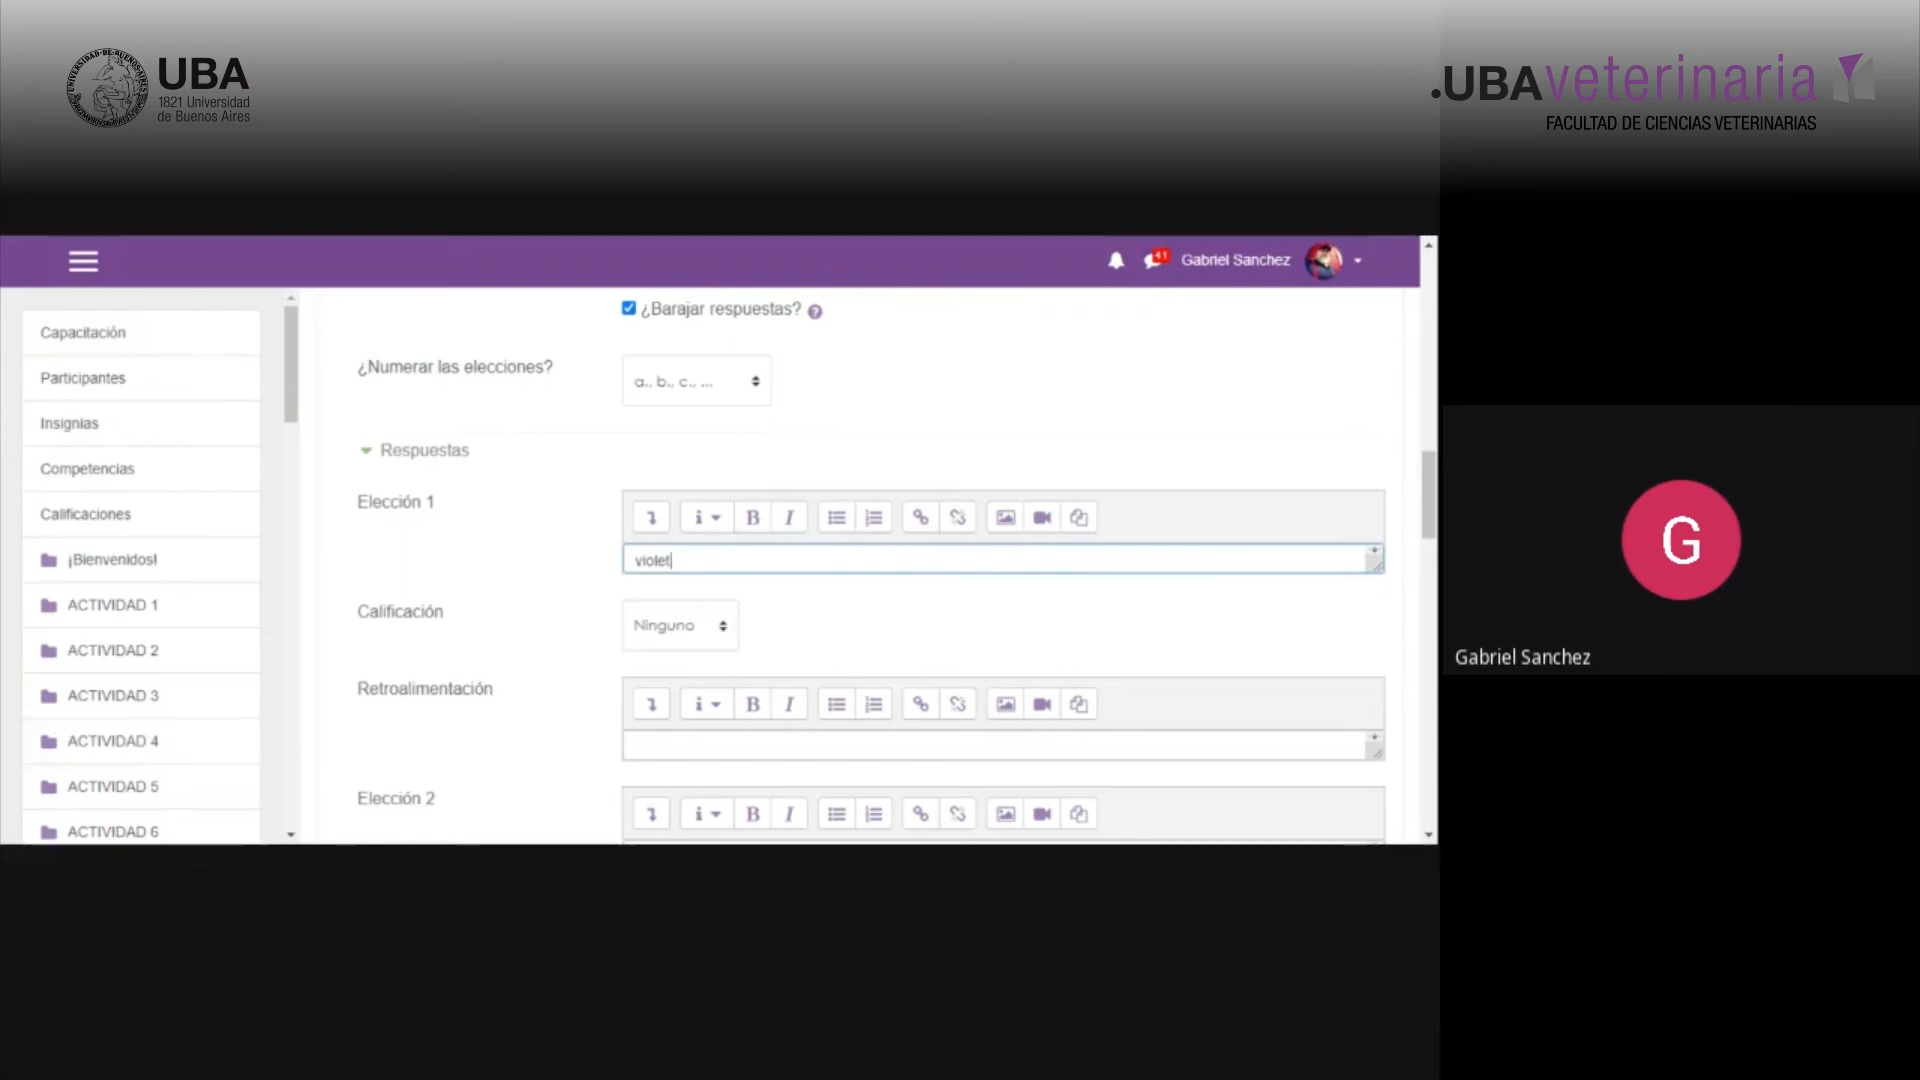 UBA
1821 Universidad
de Buenos Aires
.UBAveterinaria
FACULTAD DE CIENCIAS VETERINARIAS
41
Gabriel Sanchez
Capacitación
Participantes
Insignias
Competencias
Calificaciones
¡Bienvenidos!
ACTIVIDAD 1
ACTIVIDAD 2
ACTIVIDAD 3
ACTIVIDAD 4
ACTIVIDAD 5
ACTIVIDAD 6
¿Barajar respuestas?
¿Numerar las elecciones?
a., b., c., ...
Respuestas
Elección 1
B I
violet
Calificación
Ninguno
Retroalimentación
B I
Elección 2
B I
G
Gabriel Sanchez